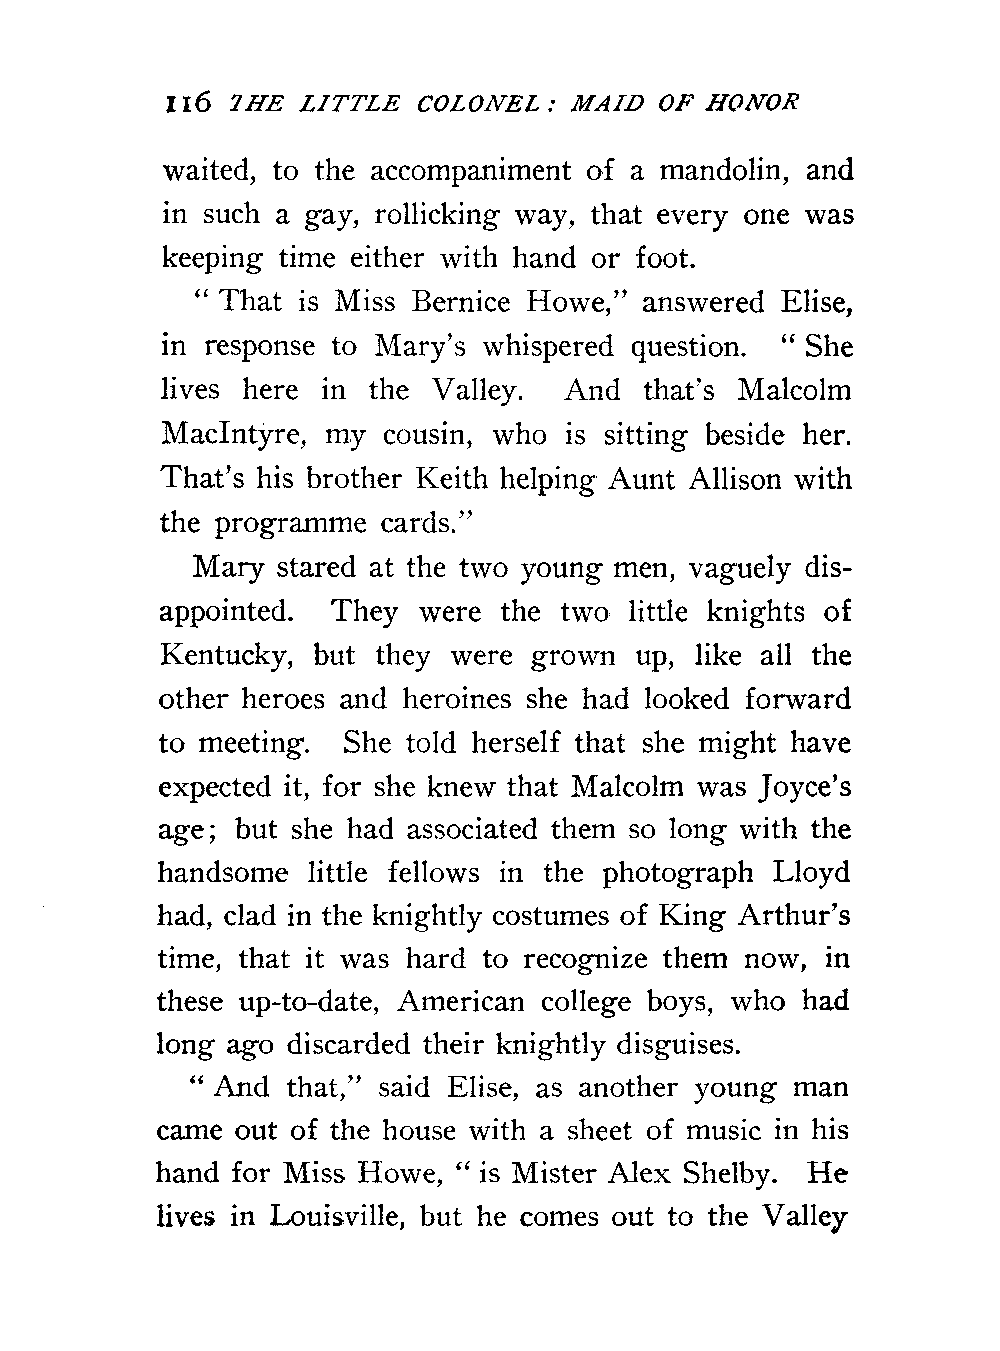 116 THE LITTLE COLONEL: MAID OF HONOR
waited, to the accompaniment of a mandolin, and
in such a gay, rollicking way, that every one was
keeping time either with hand or foot.
“ That is Miss Bernice Howe,” answered Elise,
in response to Mary’s whispered question. “ She
lives here in the Valley. And that’s Malcolm
MacIntyre, my cousin, who is sitting beside her.
That’s his brother Keith helping Aunt Allison with
the programme cards.”
Mary stared at the two young men, vaguely dis-
appointed. They were the two little knights of
Kentucky, but they were grown up, like all the
other heroes and heroines she had looked forward
to meeting. She told herself that she might have
expected it, for she knew that Malcolm was Joyce’s
age; but she had associated them so long with the
handsome little fellows in the photograph Lloyd
had, clad in the knightly costumes of King Arthur’s
time, that it was hard to recognize them now, in
these up-to-date, American college boys, who had
long ago discarded their knightly disguises.
“ And that,” said Elise, as another young man
came out of the house with a sheet of music in his
hand for Miss Howe, “ is Mister Alex Shelby. He
lives in Louisville, but he comes out to the Valley